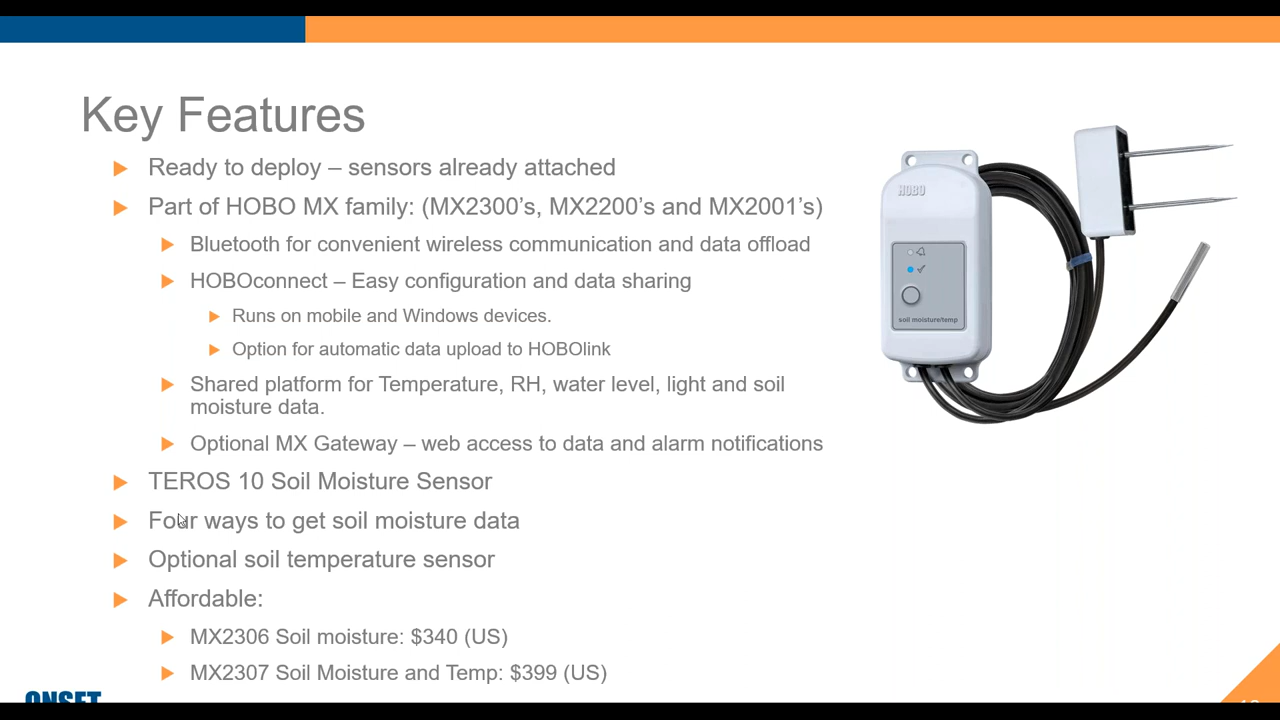 Key Features
Ready to deploy – sensors already attached
Part of HOBO MX family: (MX2300's, MX2200's and MX2001's)
Bluetooth for convenient wireless communication and data offload
HOBOconnect – Easy configuration and data sharing
Runs on mobile and Windows devices.
Option for automatic data upload to HOBOlink
Shared platform for Temperature, RH, water level, light and soil
moisture data.
Optional MX Gateway – web access to data and alarm notifications
TEROS 10 Soil Moisture Sensor
Four ways to get soil moisture data
Optional soil temperature sensor
Affordable:
MX2306 Soil moisture: $340 (US)
MX2307 Soil Moisture and Temp: $399 (US)
HOBO
soil moisture/temp
ONSET